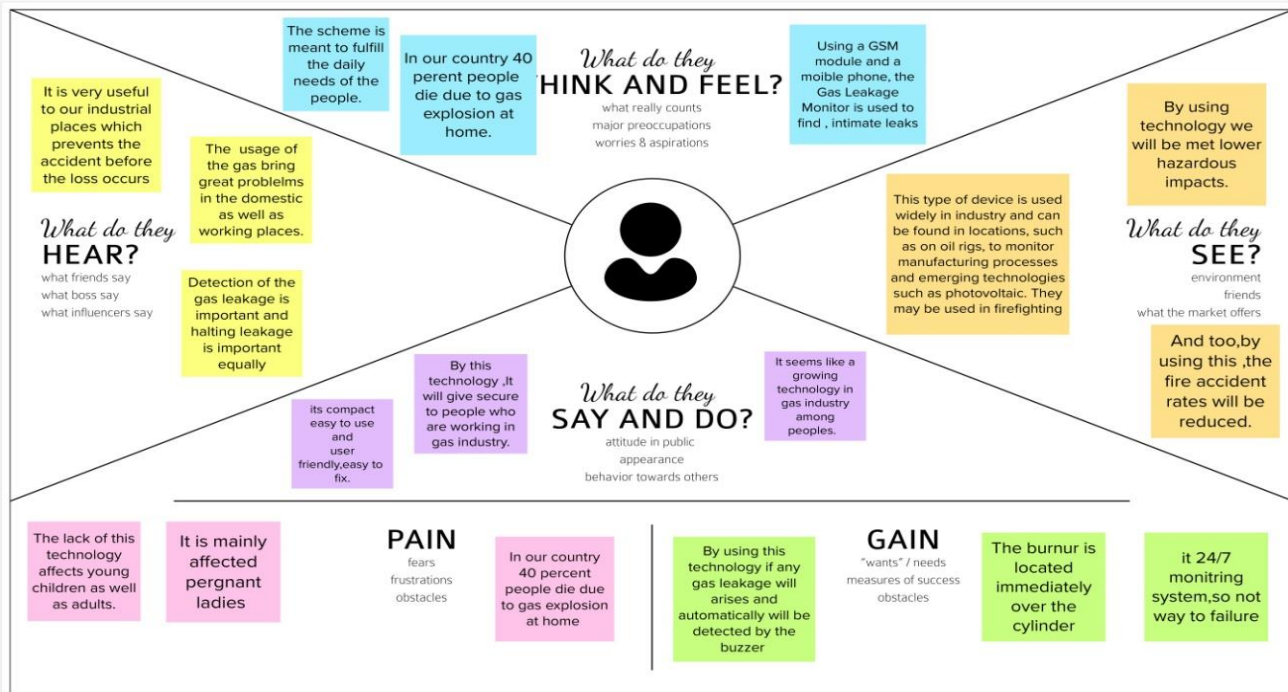 The scheme is
meant to fulfill
the daily
needs of the
people.
In our country 40
perent people
die due to gas
explosion at
home.
What do they
THINK AND FEEL?
what really counts
major preoccupations
worries & aspirations
Using a GSM
module and a
moible phone, the
Gas Leakage
Monitor is used to
find , intimate leaks
It is very useful
to our industrial
places which
prevents the
accident before
the loss occurs
The usage of
the gas bring
great problelms
in the domestic
as well as
working places.
What do they
HEAR?
what friends say
what boss say
what influencers say
Detection of the
gas leakage is
important and
halting leakage
is important
equally
By using
technology we
will be met lower
hazardous
impacts.
This type of device is used
widely in industry and can
be found in locations, such
as on oil rigs, to monitor
manufacturing processes
and emerging technologies
such as photovoltaic. They
may be used in firefighting
What do they
SEE?
environment
friends
what the market offers
And too,by
using this ,the
fire accident
rates will be
reduced.
its compact
easy to use
and
user
friendly,easy to
fix.
By this
technology ,It
will give secure
to people who
are working in
gas industry.
What do they
SAY AND DO?
attitude in public
appearance
behavior towards others
It seems like a
growing
technology in
gas industry
among
peoples.
The lack of this
technology
affects young
children as well
as adults.
It is mainly
affected
pergnant
ladies
PAIN
fears
frustrations
obstacles
In our country
40 percent
people die due
to gas explosion
at home
By using this
technology if any
gas leakage will
arises and
automatically will be
detected by the
buzzer
GAIN
"wants" / needs
measures of success
obstacles
The burnur is
located
immediately
over the
cylinder
it 24/7
monitring
system,so not
way to failure